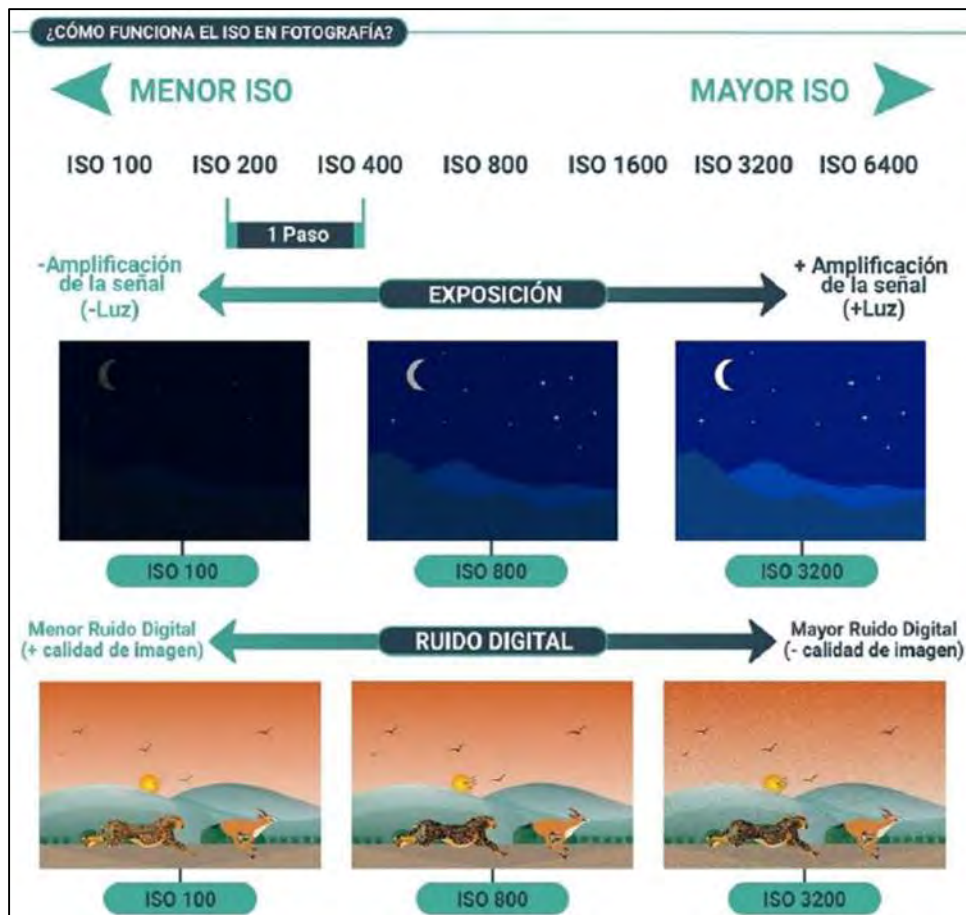 ¿CÓMO FUNCIONA EL ISO EN FOTOGRAFÍA?
MENOR ISO
MAYOR ISO
ISO 100 ISO 200 ISO 400 ISO 800 ISO 1600 ISO 3200 ISO 6400
1 Paso
-Amplificación
de la señal
(-Luz)
EXPOSICIÓN
+ Amplificación
de la señal
(+Luz)
ISO 100
ISO 800
ISO 3200
Menor Ruido Digital
(+ calidad de imagen)
RUIDO DIGITAL
Mayor Ruido Digital
(- calidad de imagen)
ISO 100
ISO 800
ISO 3200